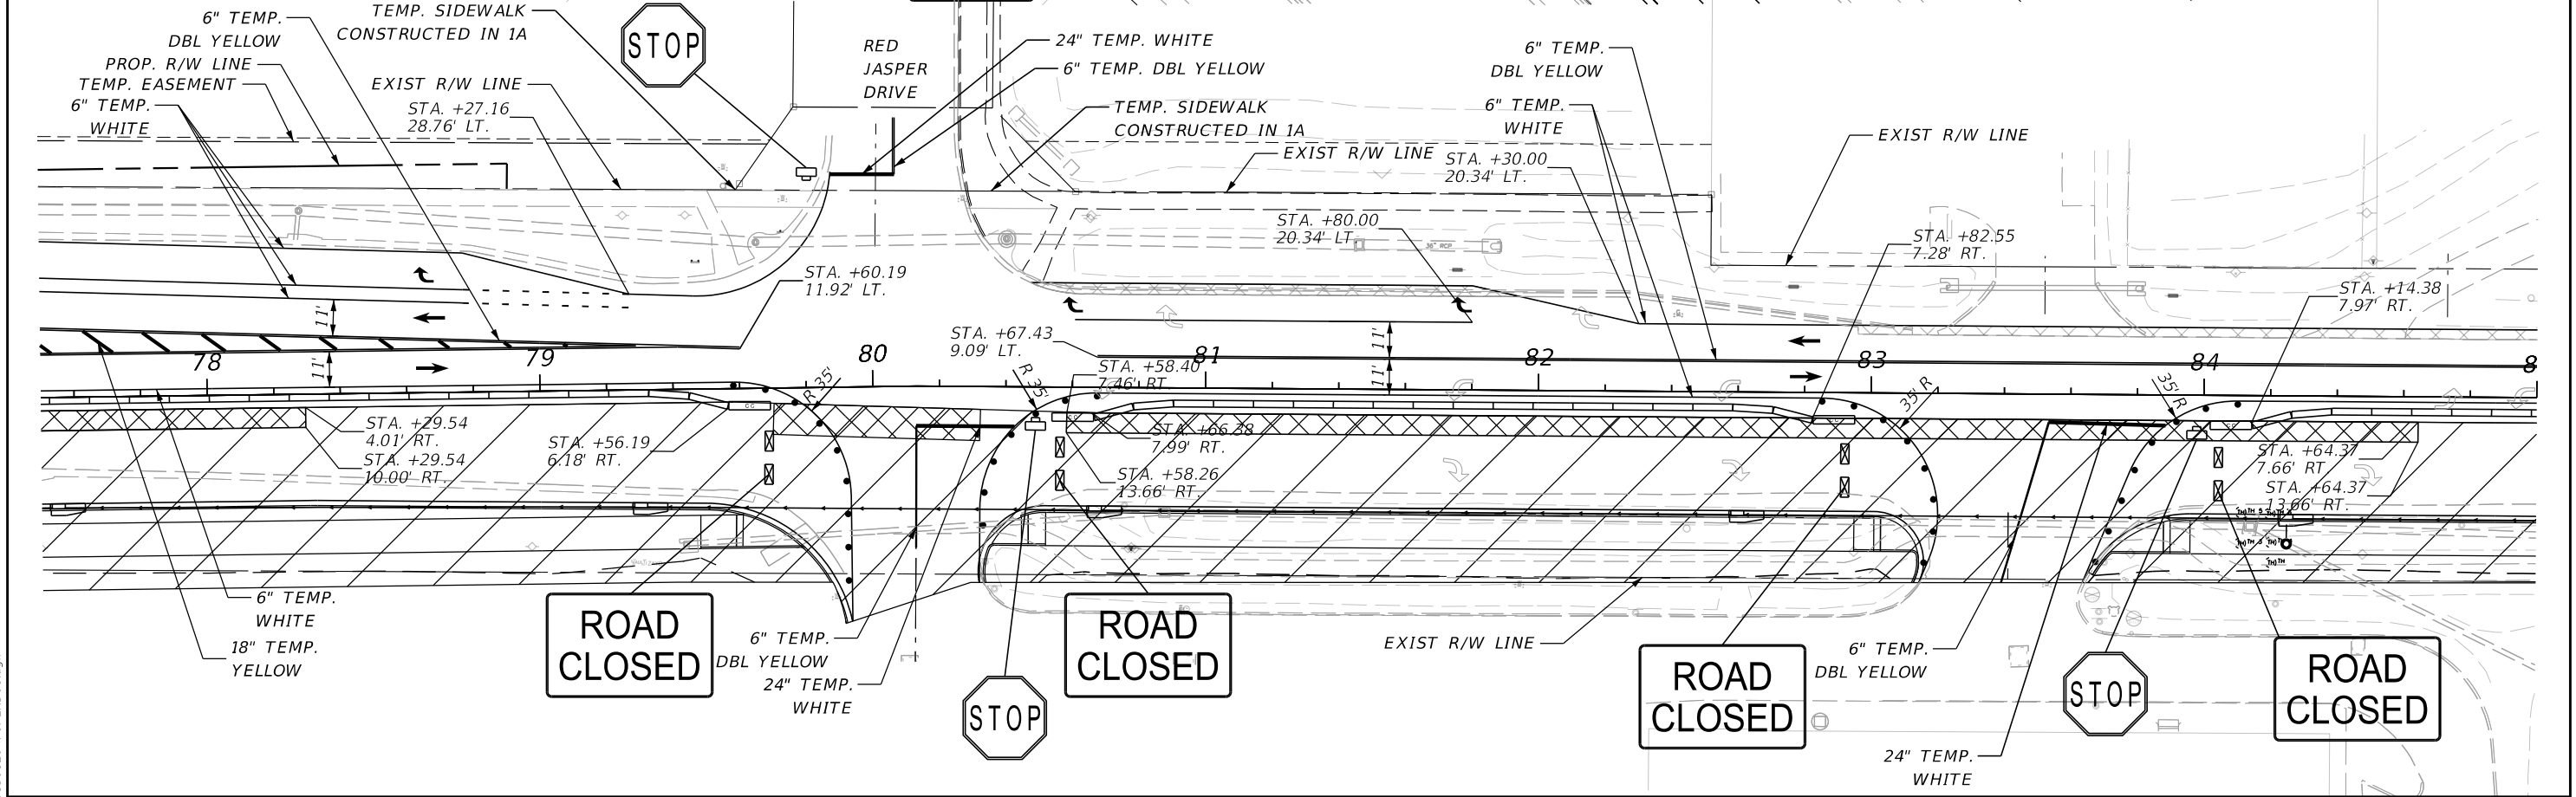 6" TEMP.
DBL YELLOW
PROP. R/W LINE
TEMP. EASEMENT
6" TEMP.
WHITE
TEMP. SIDEWALK
CONSTRUCTED IN 1A
EXIST R/W LINE
STA. +27.16
28.76' LT.
STOP
RED
JASPER
DRIVE
24" TEMP. WHITE
6" TEMP. DBL YELLOW
TEMP. SIDEWALK
CONSTRUCTED IN 1A
EXIST R/W LINE
6" TEMP.
DBL YELLOW
6" TEMP.
WHITE
STA. +30.00
20.34' LT.
EXIST R/W LINE
STA. +80.00
20.34' LT.
36" RCP
STA. +82.55
7.28' RT.
STA. +14.38
7.97' RT.
STA. +60.19
11.92' LT.
STA. +67.43
9.09' LT.
STA. +58.40
7.46' RT.
11'
11'
11'
11'
78
79
80
81
82
83
84
8
R 35'
R 35'
35' R
35' R
STA. +29.54
4.01' RT.
STA. +29.54
10.00' RT.
STA. +56.19
6.18' RT.
STA. +66.38
7.99' RT.
STA. +58.26
13.66' RT.
STA. +64.37
7.66' RT.
STA. +64.37
13.66' RT.
6" TEMP.
WHITE
18" TEMP.
YELLOW
ROAD
CLOSED
6" TEMP.
DBL YELLOW
24" TEMP.
WHITE
STOP
ROAD
CLOSED
EXIST R/W LINE
ROAD
CLOSED
6" TEMP.
DBL YELLOW
24" TEMP.
WHITE
STOP
ROAD
CLOSED